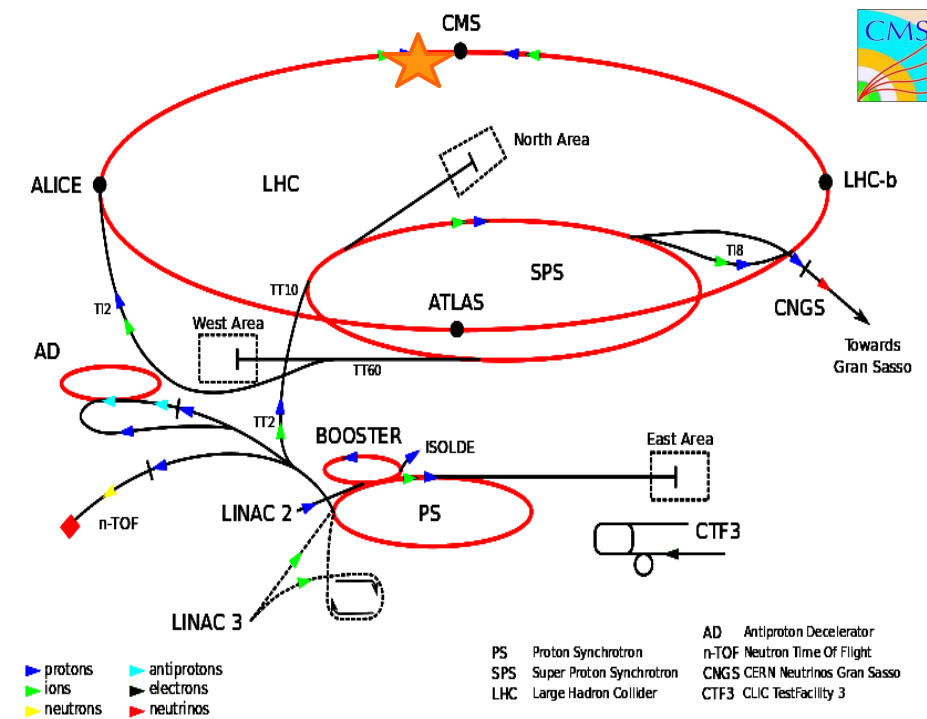 CMS
CMS
North Area
ALICE
LHC
LHC-b
TI8
SPS
TT10
TI2
ATLAS
CNGS
West Area
Towards
Gran Sasso
AD
TT60
TT2
BOOSTER
ISOLDE
East Area
LINAC 2
PS
n-TOF
CTF3
LINAC 3
protons
ions
neutrons
antiprotons
electrons
neutrinos
PS Proton Synchrotron
SPS Super Proton Synchrotron
LHC Large Hadron Collider
AD Antiproton Decelerator
n-TOF Neutron Time Of Flight
CNGS CERN Neutrinos Gran Sasso
CTF3 CLIC TestFacility 3